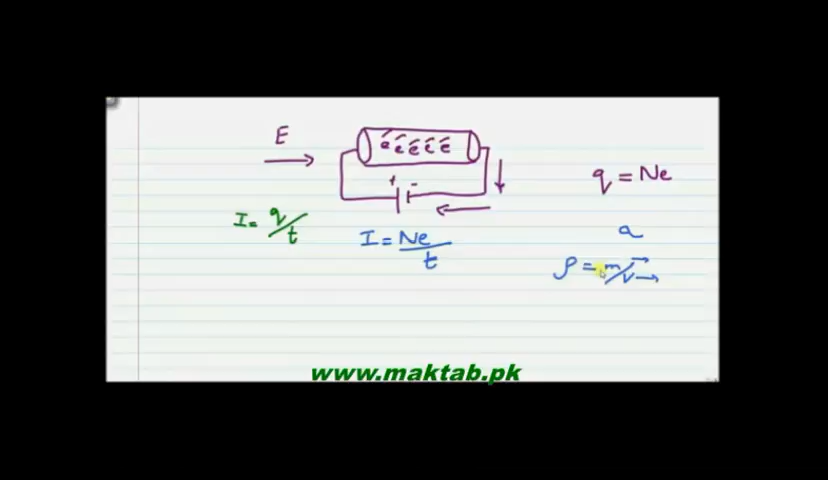 E
e⁻ e⁻ e⁻ e⁻ e⁻
+ -
q = Ne
I = q/t
I = Ne/t
a
ρ = m/v
www.maktab.pk